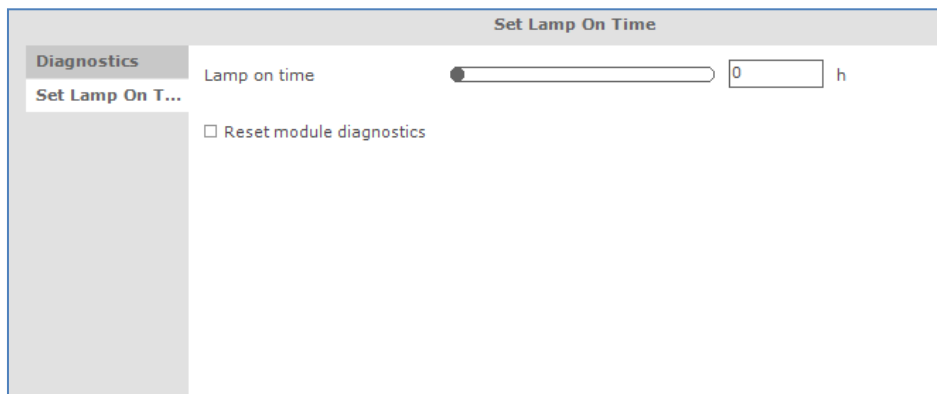 Set Lamp On Time
Diagnostics
Set Lamp On T...
Lamp on time 0 h
Reset module diagnostics